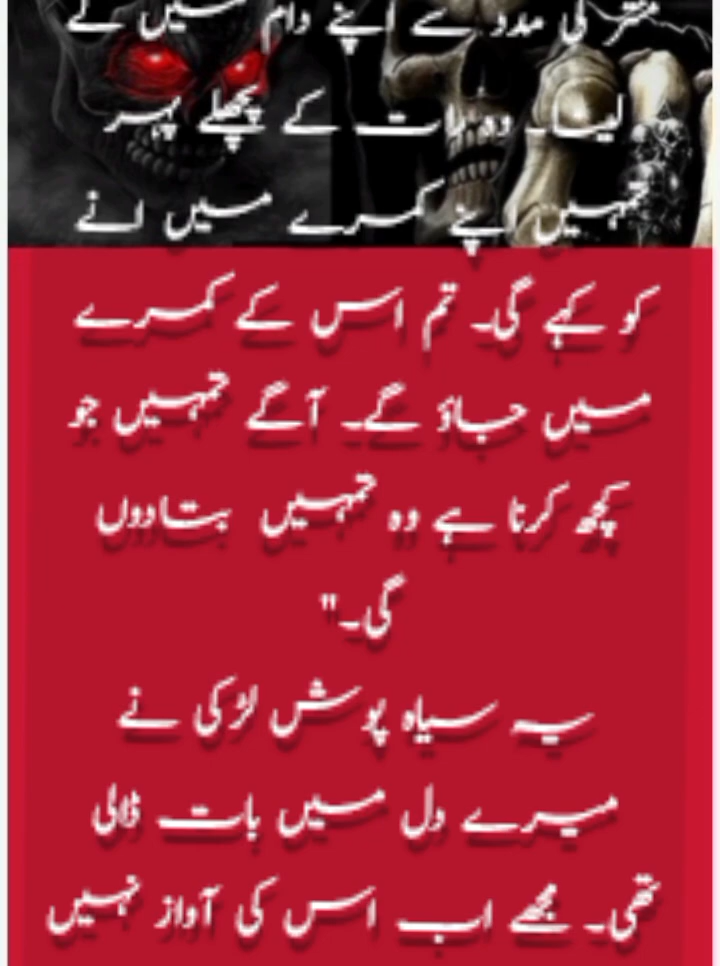 منتر کی مدد سے اپنے دام میں لے
لیا۔ وہ رات کے پچھلے پہر
تمہیں پنے کمرے میں انے
کو کہے گی۔ تم اس کے کمرے
میں جاؤ گے۔ آگے تمہیں جو
کچھ کرنا ہے وہ تمہیں بتادوں
گی۔"
یہ سیاہ پوش لڑکی نے
میرے دل میں بات ڈالی
تھی۔ مجھے اب اس کی آواز نہیں